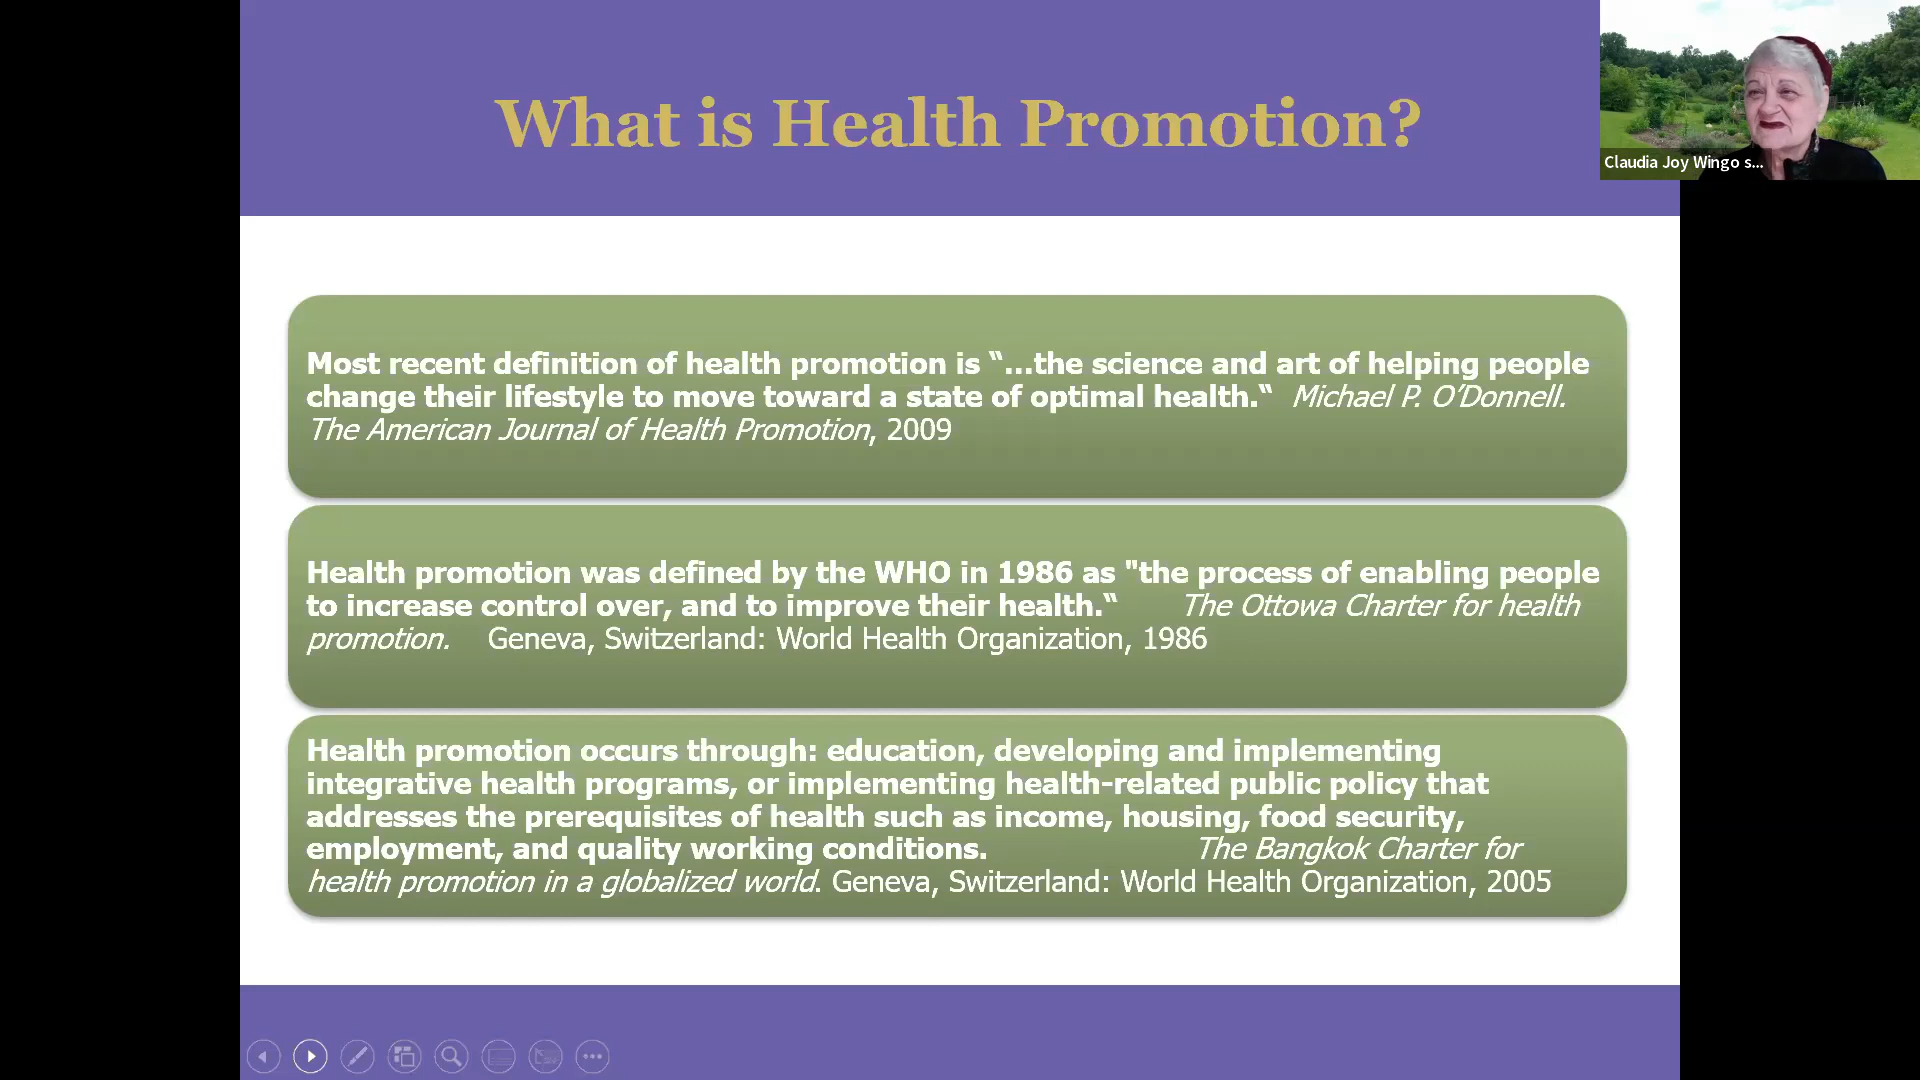 What is Health Promotion?
Claudia Joy Wingo s...
Most recent definition of health promotion is “...the science and art of helping people
change their lifestyle to move toward a state of optimal health.“ Michael P. O’Donnell.
The American Journal of Health Promotion, 2009
Health promotion was defined by the WHO in 1986 as "the process of enabling people
to increase control over, and to improve their health.“ The Ottowa Charter for health
promotion. Geneva, Switzerland: World Health Organization, 1986
Health promotion occurs through: education, developing and implementing
integrative health programs, or implementing health-related public policy that
addresses the prerequisites of health such as income, housing, food security,
employment, and quality working conditions. The Bangkok Charter for
health promotion in a globalized world. Geneva, Switzerland: World Health Organization, 2005